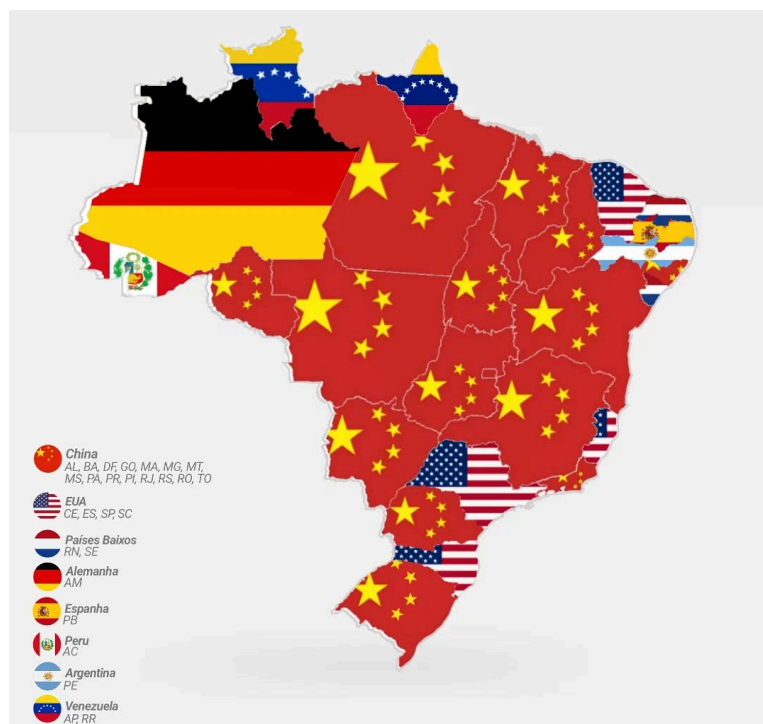 China
AL, BA, DF, GO, MA, MG, MT,
MS, PA, PR, PI, RJ, RS, RO, TO
EUA
CE, ES, SP, SC
Países Baixos
RN, SE
Alemanha
AM
Espanha
PB
Peru
AC
Argentina
PE
Venezuela
AP, RR